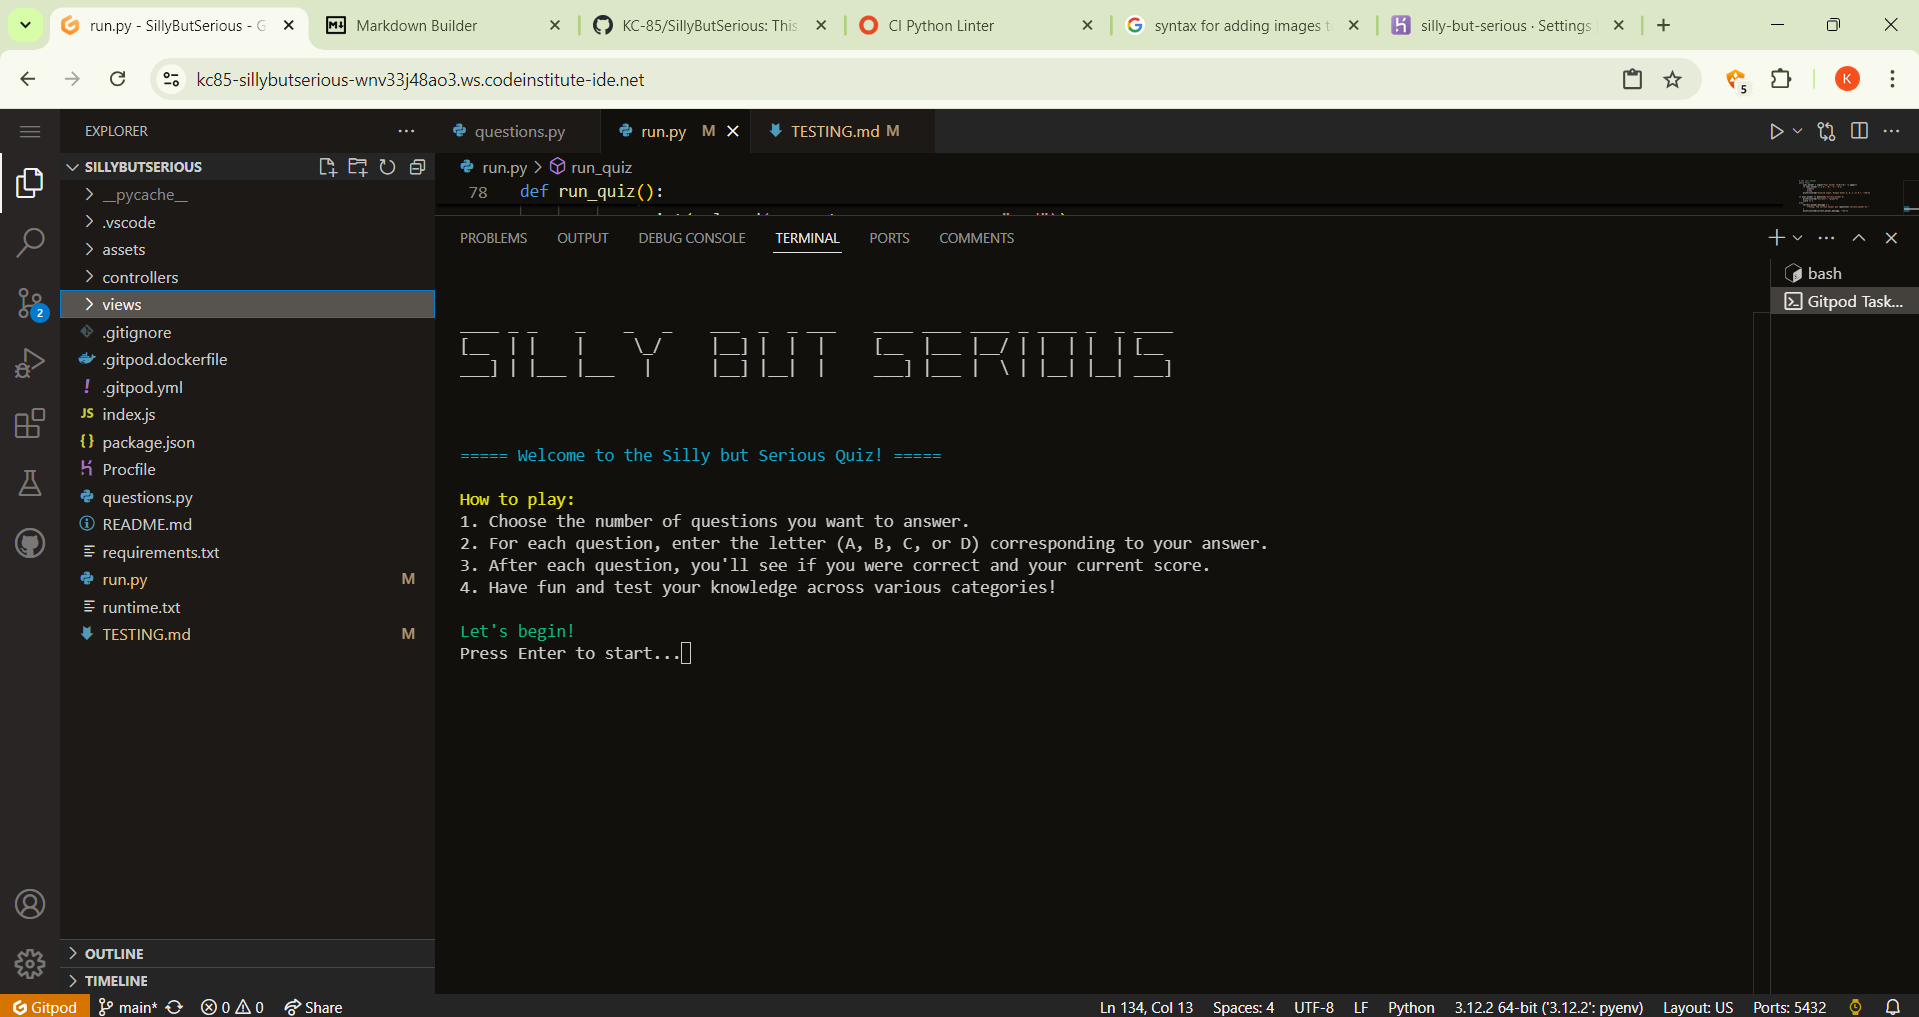 run.py - SillyButSerious - G
Markdown Builder
KC-85/SillyButSerious: This
CI Python Linter
syntax for adding images t
silly-but-serious · Settings
kc85-sillybutserious-wnv33j48ao3.ws.codeinstitute-ide.net
5
K
EXPLORER
questions.py
run.py M
TESTING.md M
SILLYBUTSERIOUS
run.py > run_quiz
78 def run_quiz():
__pycache__
.vscode
assets
controllers
views
.gitignore
.gitpod.dockerfile
.gitpod.yml
JS index.js
package.json
Procfile
questions.py
README.md
requirements.txt
run.py M
runtime.txt
TESTING.md M
OUTLINE
TIMELINE
2
PROBLEMS OUTPUT DEBUG CONSOLE TERMINAL PORTS COMMENTS
bash
Gitpod Task...
SILLY BUT SERIOUS
===== Welcome to the Silly but Serious Quiz! =====
How to play:
1. Choose the number of questions you want to answer.
2. For each question, enter the letter (A, B, C, or D) corresponding to your answer.
3. After each question, you'll see if you were correct and your current score.
4. Have fun and test your knowledge across various categories!
Let's begin!
Press Enter to start...
Gitpod main* 0 0 Share Ln 134, Col 13 Spaces: 4 UTF-8 LF Python 3.12.2 64-bit ('3.12.2': pyenv) Layout: US Ports: 5432